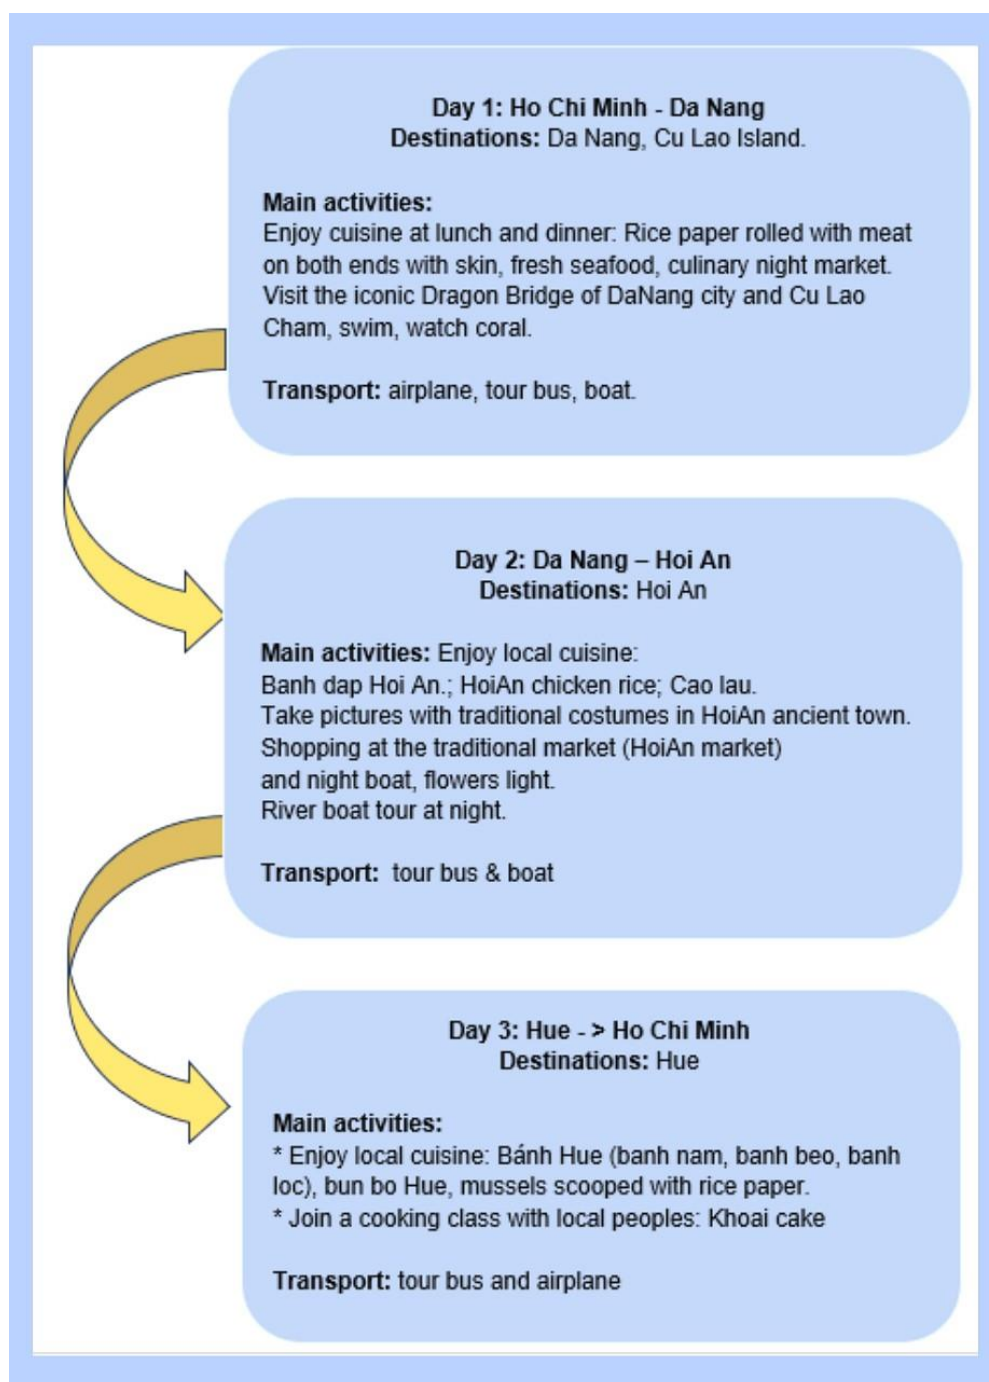 Day 1: Ho Chi Minh - Da Nang
Destinations: Da Nang, Cu Lao Island.
Main activities:
Enjoy cuisine at lunch and dinner: Rice paper rolled with meat
on both ends with skin, fresh seafood, culinary night market.
Visit the iconic Dragon Bridge of DaNang city and Cu Lao
Cham, swim, watch coral.
Transport: airplane, tour bus, boat.
Day 2: Da Nang – Hoi An
Destinations: Hoi An
Main activities: Enjoy local cuisine:
Banh dap Hoi An.; HoiAn chicken rice; Cao lau.
Take pictures with traditional costumes in HoiAn ancient town.
Shopping at the traditional market (HoiAn market)
and night boat, flowers light.
River boat tour at night.
Transport: tour bus & boat
Day 3: Hue - > Ho Chi Minh
Destinations: Hue
Main activities:
* Enjoy local cuisine: Bánh Hue (banh nam, banh beo, banh
loc), bun bo Hue, mussels scooped with rice paper.
* Join a cooking class with local peoples: Khoai cake
Transport: tour bus and airplane